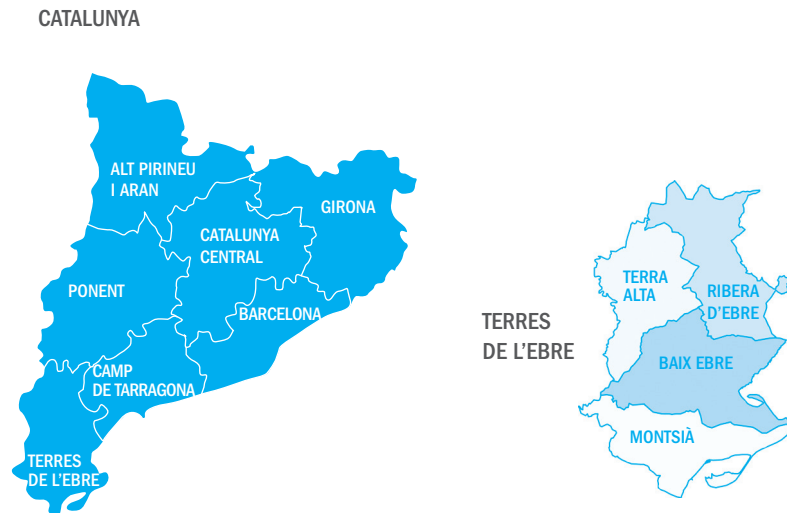 CATALUNYA
ALT PIRINEU
I ARAN
GIRONA
CATALUNYA
CENTRAL
PONENT
BARCELONA
CAMP
DE TARRAGONA
TERRES
DE L'EBRE
TERRES
DE L'EBRE
TERRA
ALTA
RIBERA
D'EBRE
BAIX EBRE
MONTSIÀ